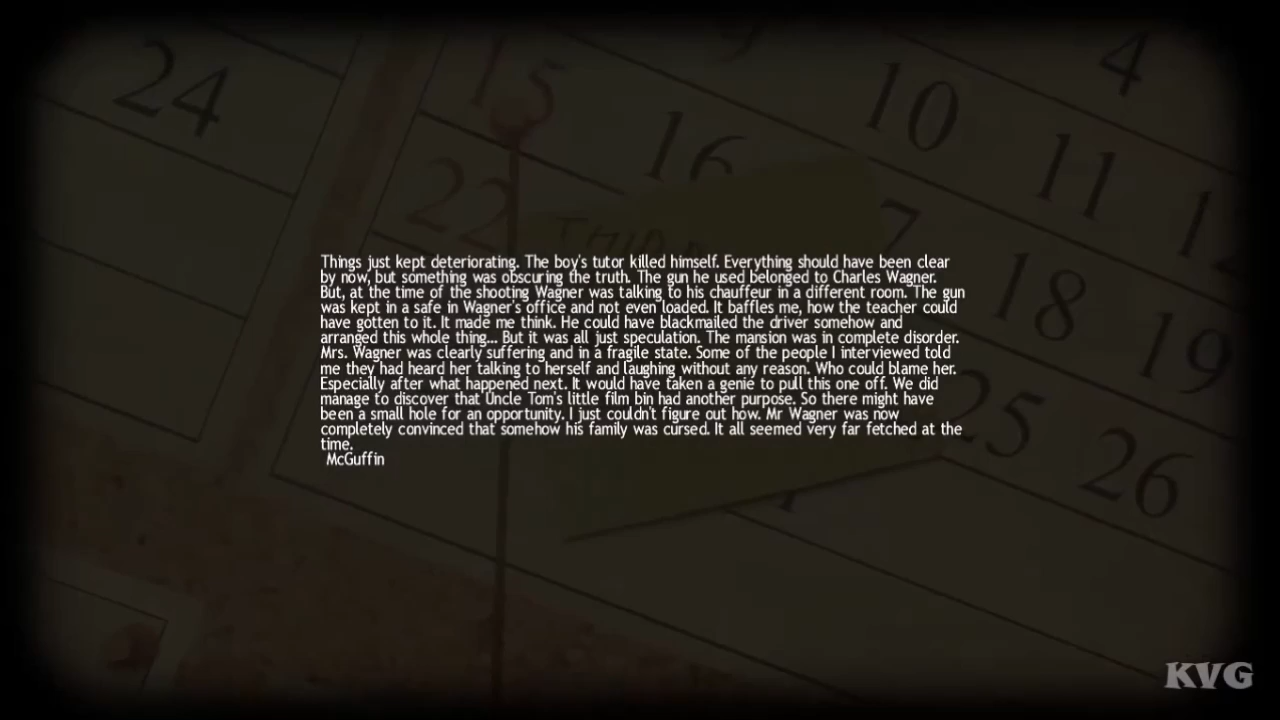 24
15
9
4
22
16
10
11
7
18
19
25
26
Things just kept deteriorating. The boy's tutor killed himself. Everything should have been clear
by now, but something was obscuring the truth. The gun he used belonged to Charles Wagner.
But, at the time of the shooting Wagner was talking to his chauffeur in a different room. The gun
was kept in a safe in Wagner's office and not even loaded. It baffles me, how the teacher could
have gotten to it. It made me think. He could have blackmailed the driver somehow and
arranged this whole thing... But it was all just speculation. The mansion was in complete disorder.
Mrs. Wagner was clearly suffering and in a fragile state. Some of the people I interviewed told
me they had heard her talking to herself and laughing without any reason. Who could blame her.
Especially after what happened next. It would have taken a genie to pull this one off. We did
manage to discover that Uncle Tom's little film bin had another purpose. So there might have
been a small hole for an opportunity. I just couldn't figure out how. Mr Wagner was now
completely convinced that somehow his family was cursed. It all seemed very far fetched at the
time.
McGuffin
KVG